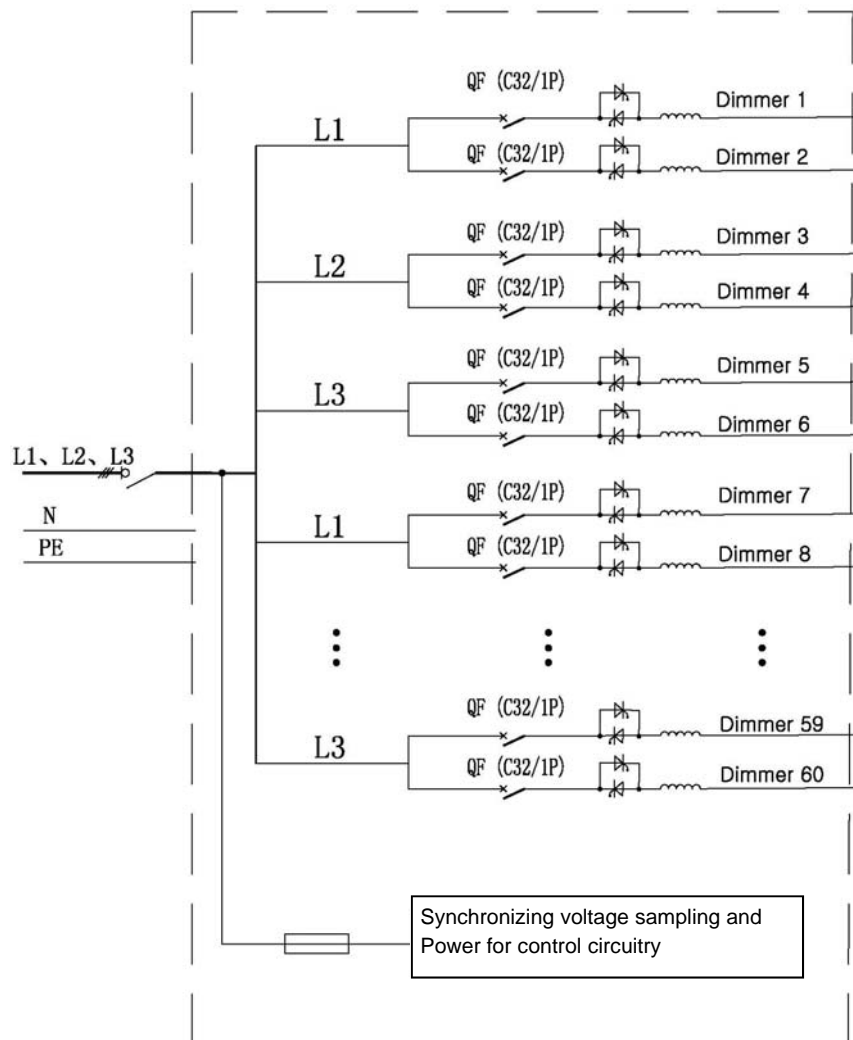 QF (C32/1P)
Dimmer 1
L1
QF (C32/1P)
Dimmer 2
QF (C32/1P)
Dimmer 3
L2
QF (C32/1P)
Dimmer 4
QF (C32/1P)
Dimmer 5
L3
QF (C32/1P)
Dimmer 6
L1、L2、L3
QF (C32/1P)
Dimmer 7
N
L1
PE
QF (C32/1P)
Dimmer 8
QF (C32/1P)
Dimmer 59
L3
QF (C32/1P)
Dimmer 60
Synchronizing voltage sampling and
Power for control circuitry